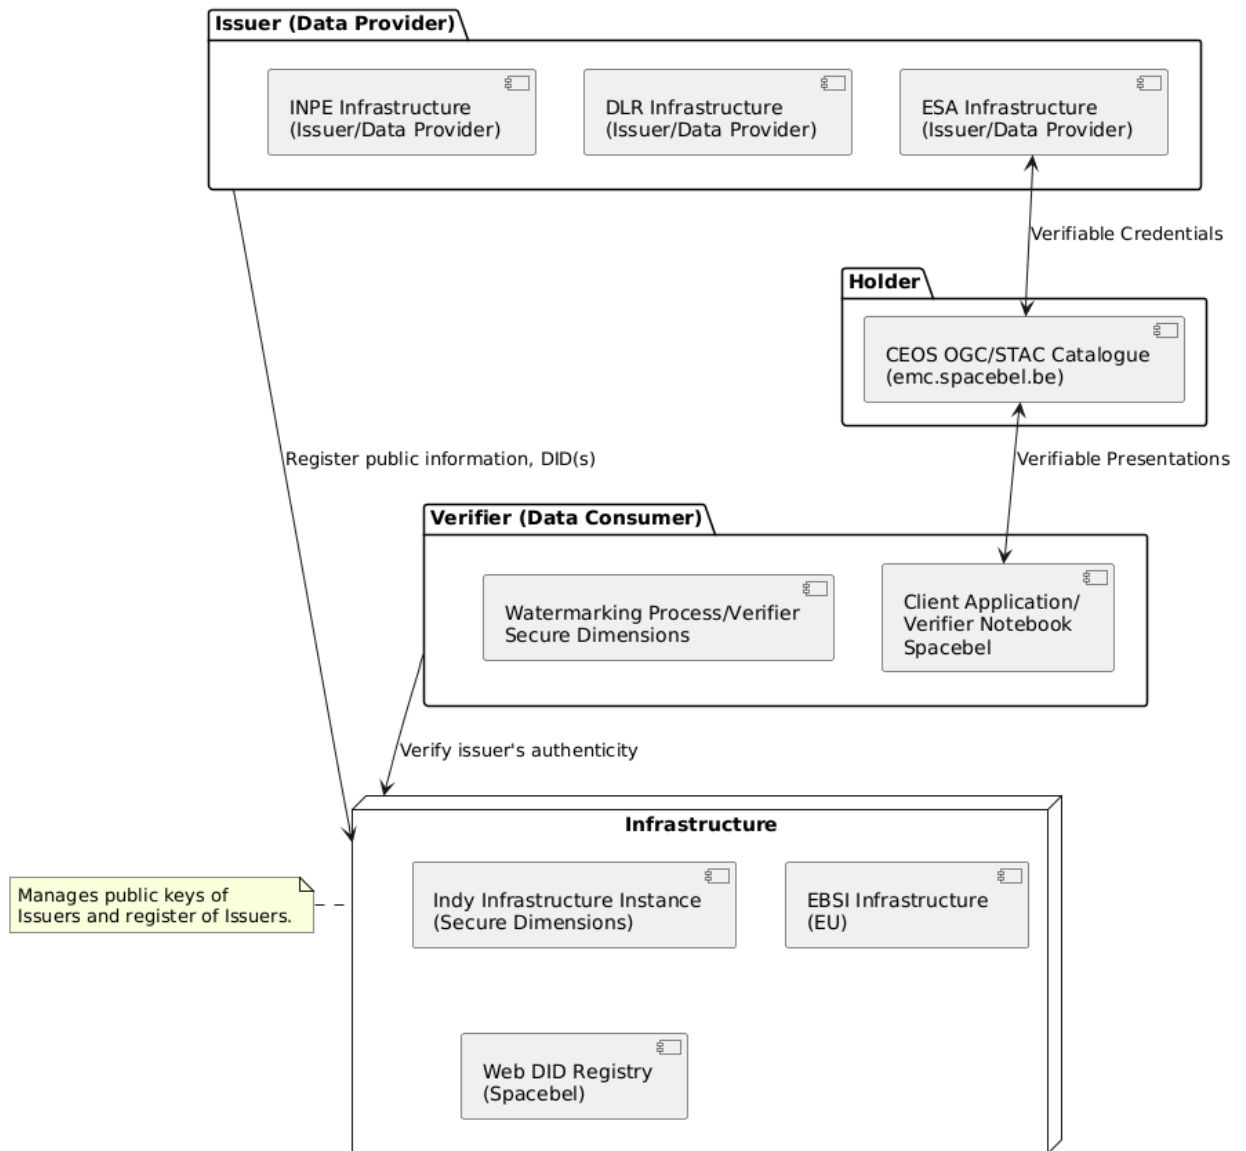 Issuer (Data Provider)
INPE Infrastructure
(Issuer/Data Provider)
DLR Infrastructure
(Issuer/Data Provider)
ESA Infrastructure
(Issuer/Data Provider)
Verifiable Credentials
Holder
CEOS OGC/STAC Catalogue
(emc.spacebel.be)
Register public information, DID(s)
Verifiable Presentations
Verifier (Data Consumer)
Watermarking Process/Verifier
Secure Dimensions
Client Application/
Verifier Notebook
Spacebel
Verify issuer's authenticity
Infrastructure
Manages public keys of
Issuers and register of Issuers.
Indy Infrastructure Instance
(Secure Dimensions)
EBSI Infrastructure
(EU)
Web DID Registry
(Spacebel)